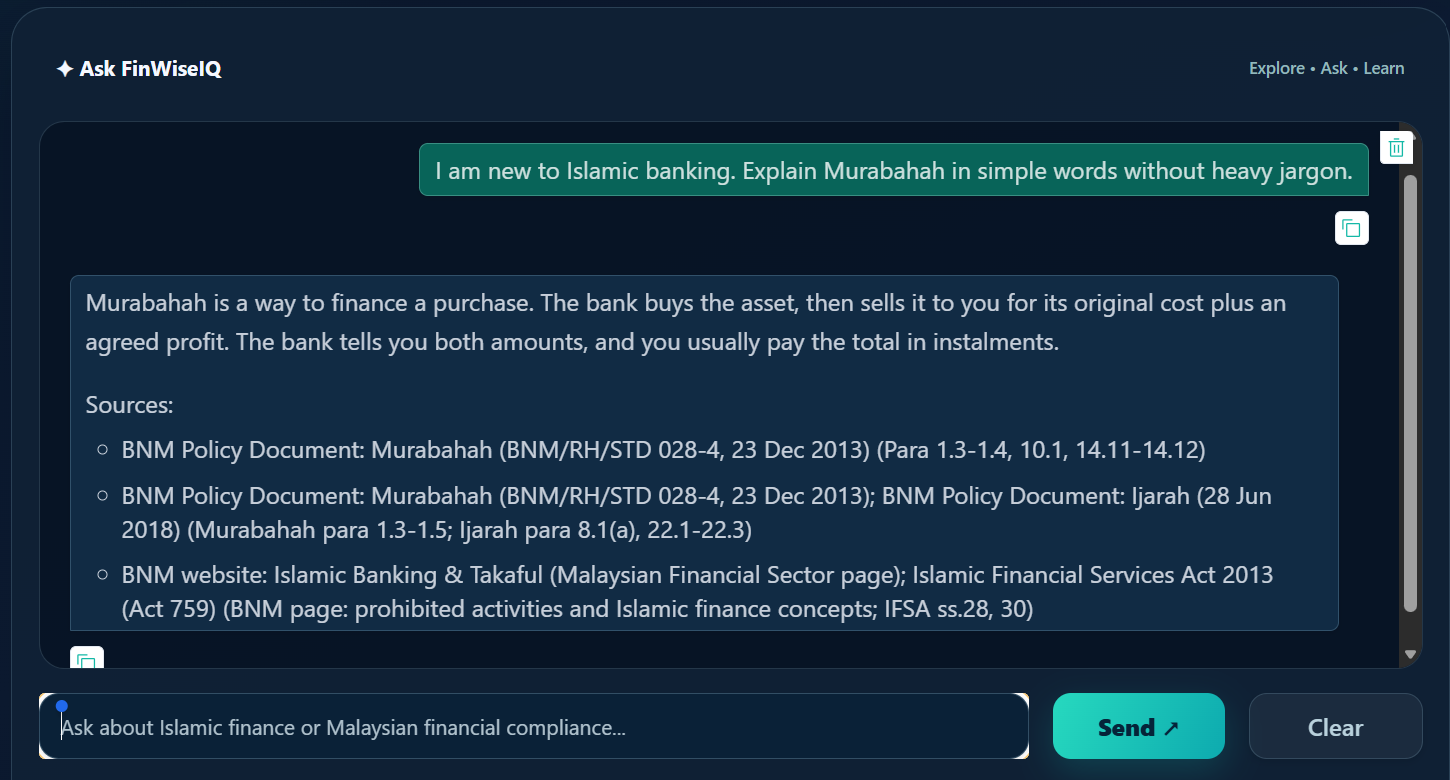 ✦ Ask FinWiseIQ
Explore • Ask • Learn
I am new to Islamic banking. Explain Murabahah in simple words without heavy jargon.
Murabahah is a way to finance a purchase. The bank buys the asset, then sells it to you for its original cost plus an
agreed profit. The bank tells you both amounts, and you usually pay the total in instalments.
Sources:
BNM Policy Document: Murabahah (BNM/RH/STD 028-4, 23 Dec 2013) (Para 1.3-1.4, 10.1, 14.11-14.12)
BNM Policy Document: Murabahah (BNM/RH/STD 028-4, 23 Dec 2013); BNM Policy Document: Ijarah (28 Jun
2018) (Murabahah para 1.3-1.5; Ijarah para 8.1(a), 22.1-22.3)
BNM website: Islamic Banking & Takaful (Malaysian Financial Sector page); Islamic Financial Services Act 2013
(Act 759) (BNM page: prohibited activities and Islamic finance concepts; IFSA ss.28, 30)
Ask about Islamic finance or Malaysian financial compliance...
Send ↗
Clear